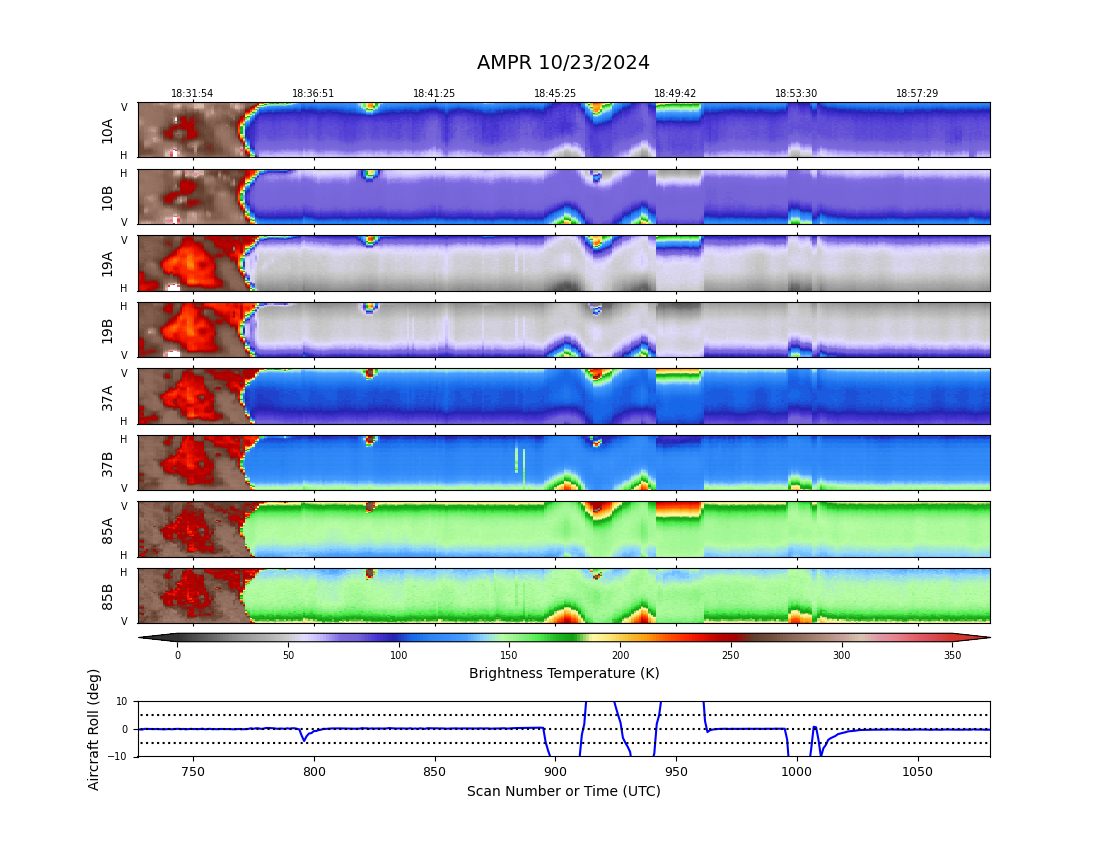 AMPR 10/23/2024
18:31:54 18:36:51 18:41:25 18:45:25 18:49:42 18:53:30 18:57:29
V
10A
H
H
10B
V
V
19A
H
H
19B
V
V
37A
H
H
37B
V
V
85A
H
H
85B
V
0 50 100 150 200 250 300 350
Brightness Temperature (K)
Aircraft Roll (deg)
10
0
−10
750 800 850 900 950 1000 1050
Scan Number or Time (UTC)